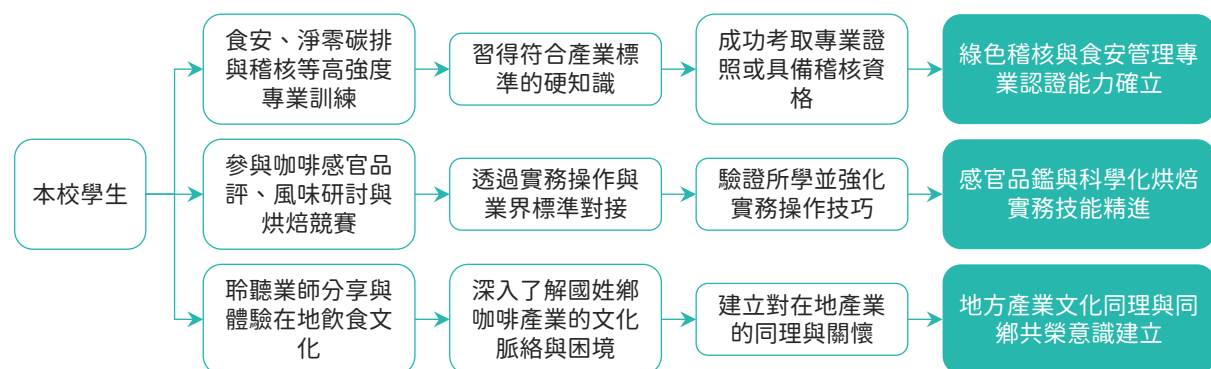 本校學生
食安、淨零碳排
與稽核等高強度
專業訓練
習得符合產業標
準的硬知識
成功考取專業證
照或具備稽核資
格
綠色稽核與食安管理專
業認證能力確立
參與咖啡感官品
評、風味研討與
烘焙競賽
透過實務操作與
業界標準對接
驗證所學並強化
實務操作技巧
感官品鑑與科學化烘焙
實務技能精進
聆聽業師分享與
體驗在地飲食文
化
深入了解國姓鄉
咖啡產業的文化
脈絡與困境
建立對在地產業
的同理與關懷
地方產業文化同理與同
鄉共榮意識建立